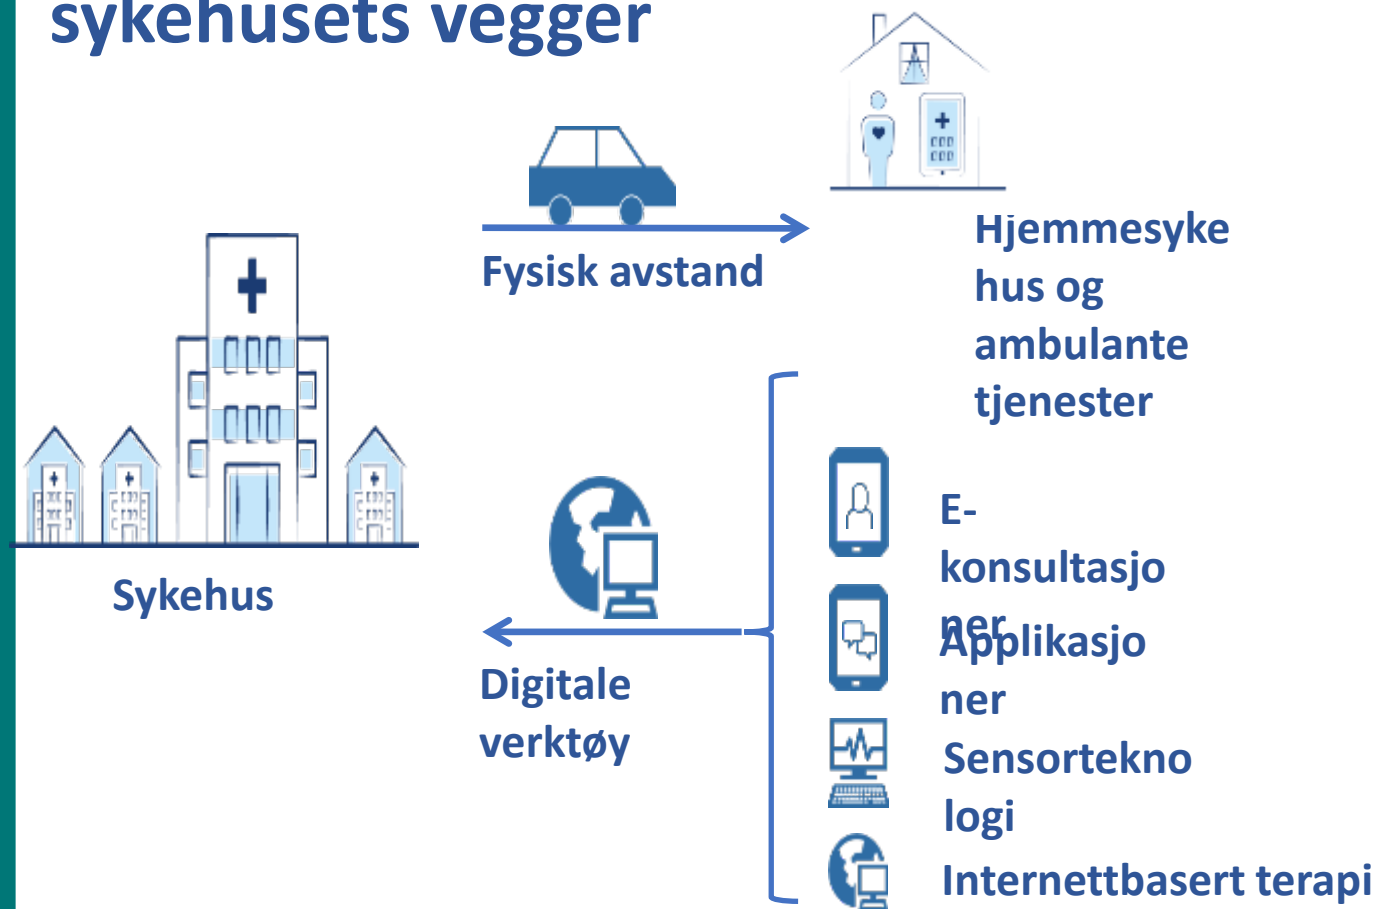 sykehusets vegger
Fysisk avstand
Hjemmesyke
hus og
ambulante
tjenester
Sykehus
Digitale
verktøy
E-
konsultasjo
ner
Applikasjo
ner
Sensortekno
logi
Internettbasert terapi